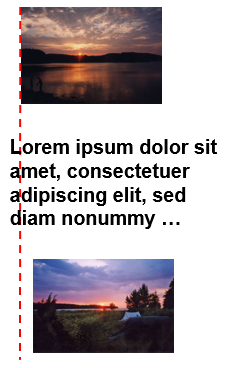 Lorem ipsum dolor sit
amet, consectetuer
adipiscing elit, sed
diam nonummy …